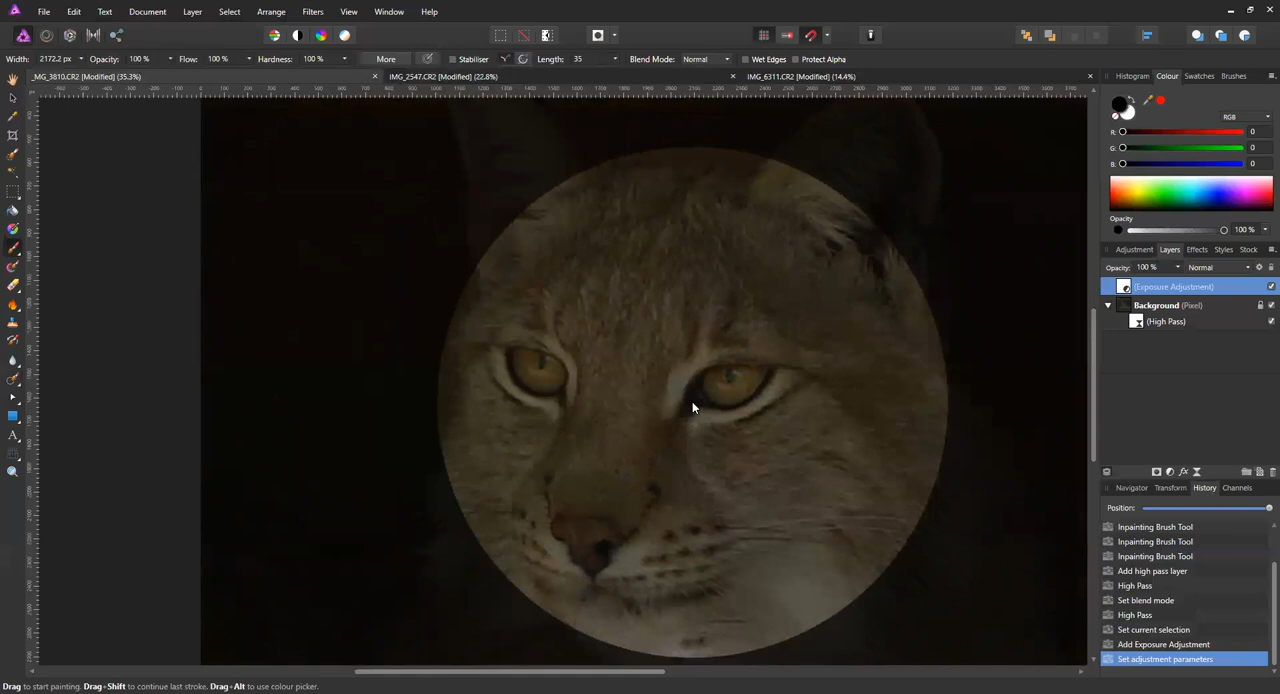 File Edit Text Document Layer Select Arrange Filters View Window Help
Width: 2172.2 px Opacity: 100 % Flow: 100 % Hardness: 100 % More Stabiliser Length: 35 Blend Mode: Normal Wet Edges Protect Alpha
_MG_3810.CR2 [Modified] (35.3%) × IMG_2547.CR2 [Modified] (22.8%) × IMG_6311.CR2 [Modified] (14.4%) ×
Histogram Colour Swatches Brushes
RGB
R: 0
G: 0
B: 0
Opacity
100 %
Adjustment Layers Effects Styles Stock
Opacity: 100 % Normal
(Exposure Adjustment)
Background (Pixel)
(High Pass)
Navigator Transform History Channels
Position:
Inpainting Brush Tool
Inpainting Brush Tool
Inpainting Brush Tool
Add high pass layer
High Pass
Set blend mode
High Pass
Set current selection
Add Exposure Adjustment
Set adjustment parameters
Drag to start painting. Drag+Shift to continue last stroke. Drag+Alt to use colour picker.